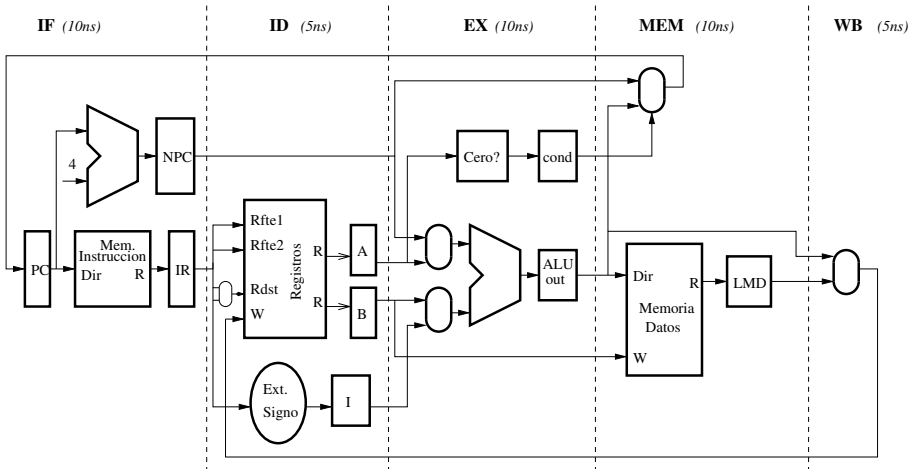 IF (10ns)
ID (5ns)
EX (10ns)
MEM (10ns)
WB (5ns)
4
NPC
Cero?
cond
PC
Mem.
Instruccion
Dir
R
IR
Rfte1
Rfte2
Rdst
W
Registros
R
R
A
B
ALU
out
Dir
R
Memoria
Datos
W
LMD
Ext.
Signo
I